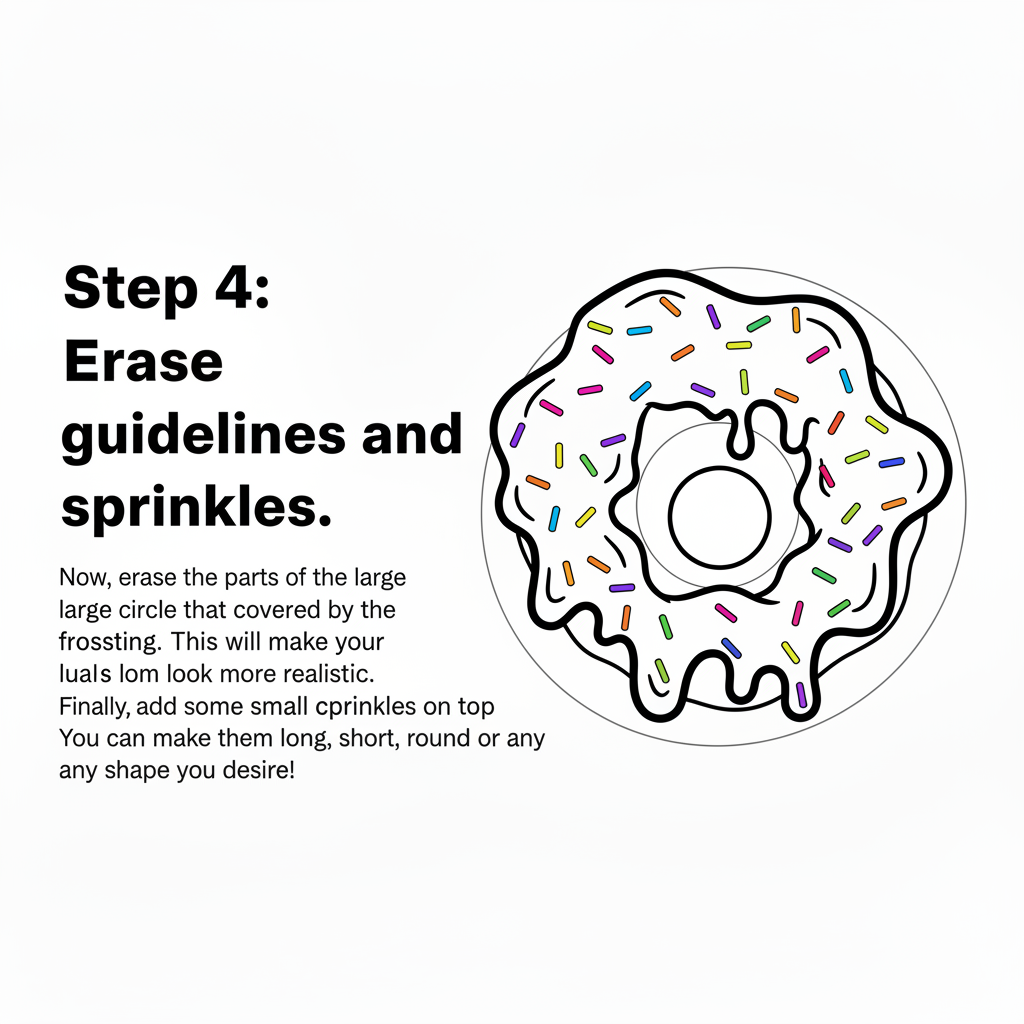 Step 4:
Erase
guidelines and
sprinkles.
Now, erase the parts of the large
large circle that covered by the
frossting. This will make your
luals lom look more realistic.
Finally, add some small cprinkles on top
You can make them long, short, round or any
any shape you desire!